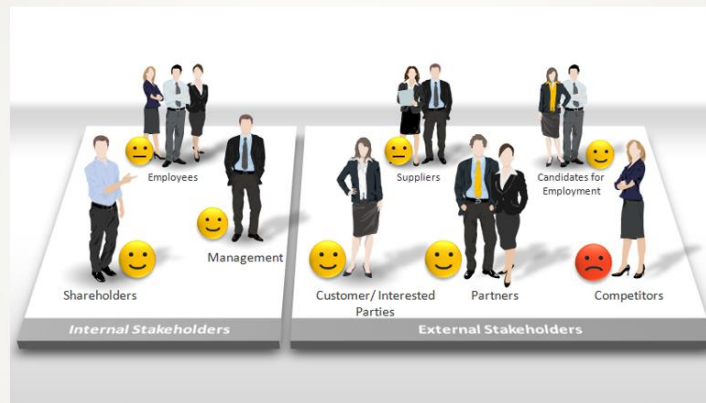 Employees
Suppliers
Candidates for
Employment
Management
Shareholders
Customer/ Interested
Parties
Partners
Competitors
Internal Stakeholders
External Stakeholders